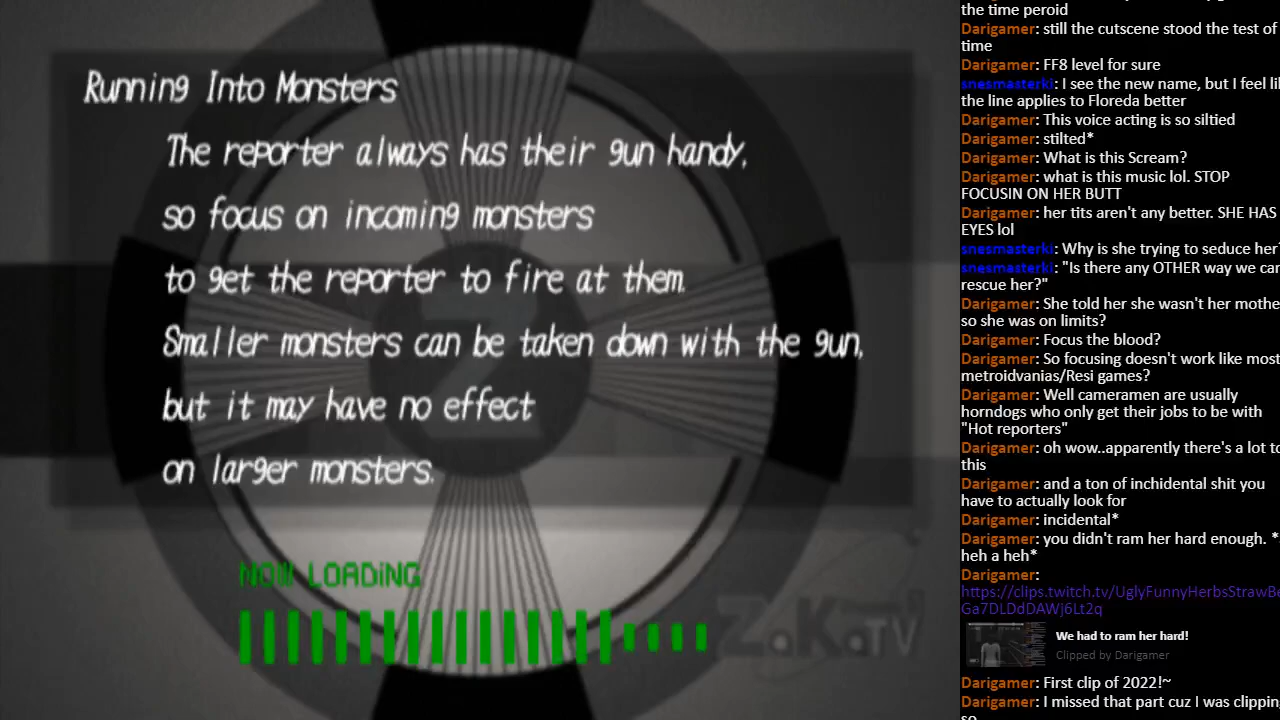 Running Into Monsters
The reporter always has their gun handy,
so focus on incoming monsters
to get the reporter to fire at them.
Smaller monsters can be taken down with the gun,
but it may have no effect
on larger monsters.
NOW LOADING
the time peroid
Darigamer: still the cutscene stood the test of
time
Darigamer: FF8 level for sure
snesmasterki: I see the new name, but I feel li
the line applies to Floreda better
Darigamer: This voice acting is so siltied
Darigamer: stilted*
Darigamer: What is this Scream?
Darigamer: what is this music lol. STOP
FOCUSIN ON HER BUTT
Darigamer: her tits aren't any better. SHE HAS
EYES lol
snesmasterki: Why is she trying to seduce her
snesmasterki: "Is there any OTHER way we can
rescue her?"
Darigamer: She told her she wasn't her mothe
so she was on limits?
Darigamer: Focus the blood?
Darigamer: So focusing doesn't work like most
metroidvanias/Resi games?
Darigamer: Well cameramen are usually
horndogs who only get their jobs to be with
"Hot reporters"
Darigamer: oh wow..apparently there's a lot to
this
Darigamer: and a ton of inchidental shit you
have to actually look for
Darigamer: incidental*
Darigamer: you didn't ram her hard enough. *
heh a heh*
Darigamer:
https://clips.twitch.tv/UglyFunnyHerbsStrawBe
Ga7DLDdDAWj6Lt2q
We had to ram her hard!
Clipped by Darigamer
Darigamer: First clip of 2022!~
Darigamer: I missed that part cuz I was clippin
so